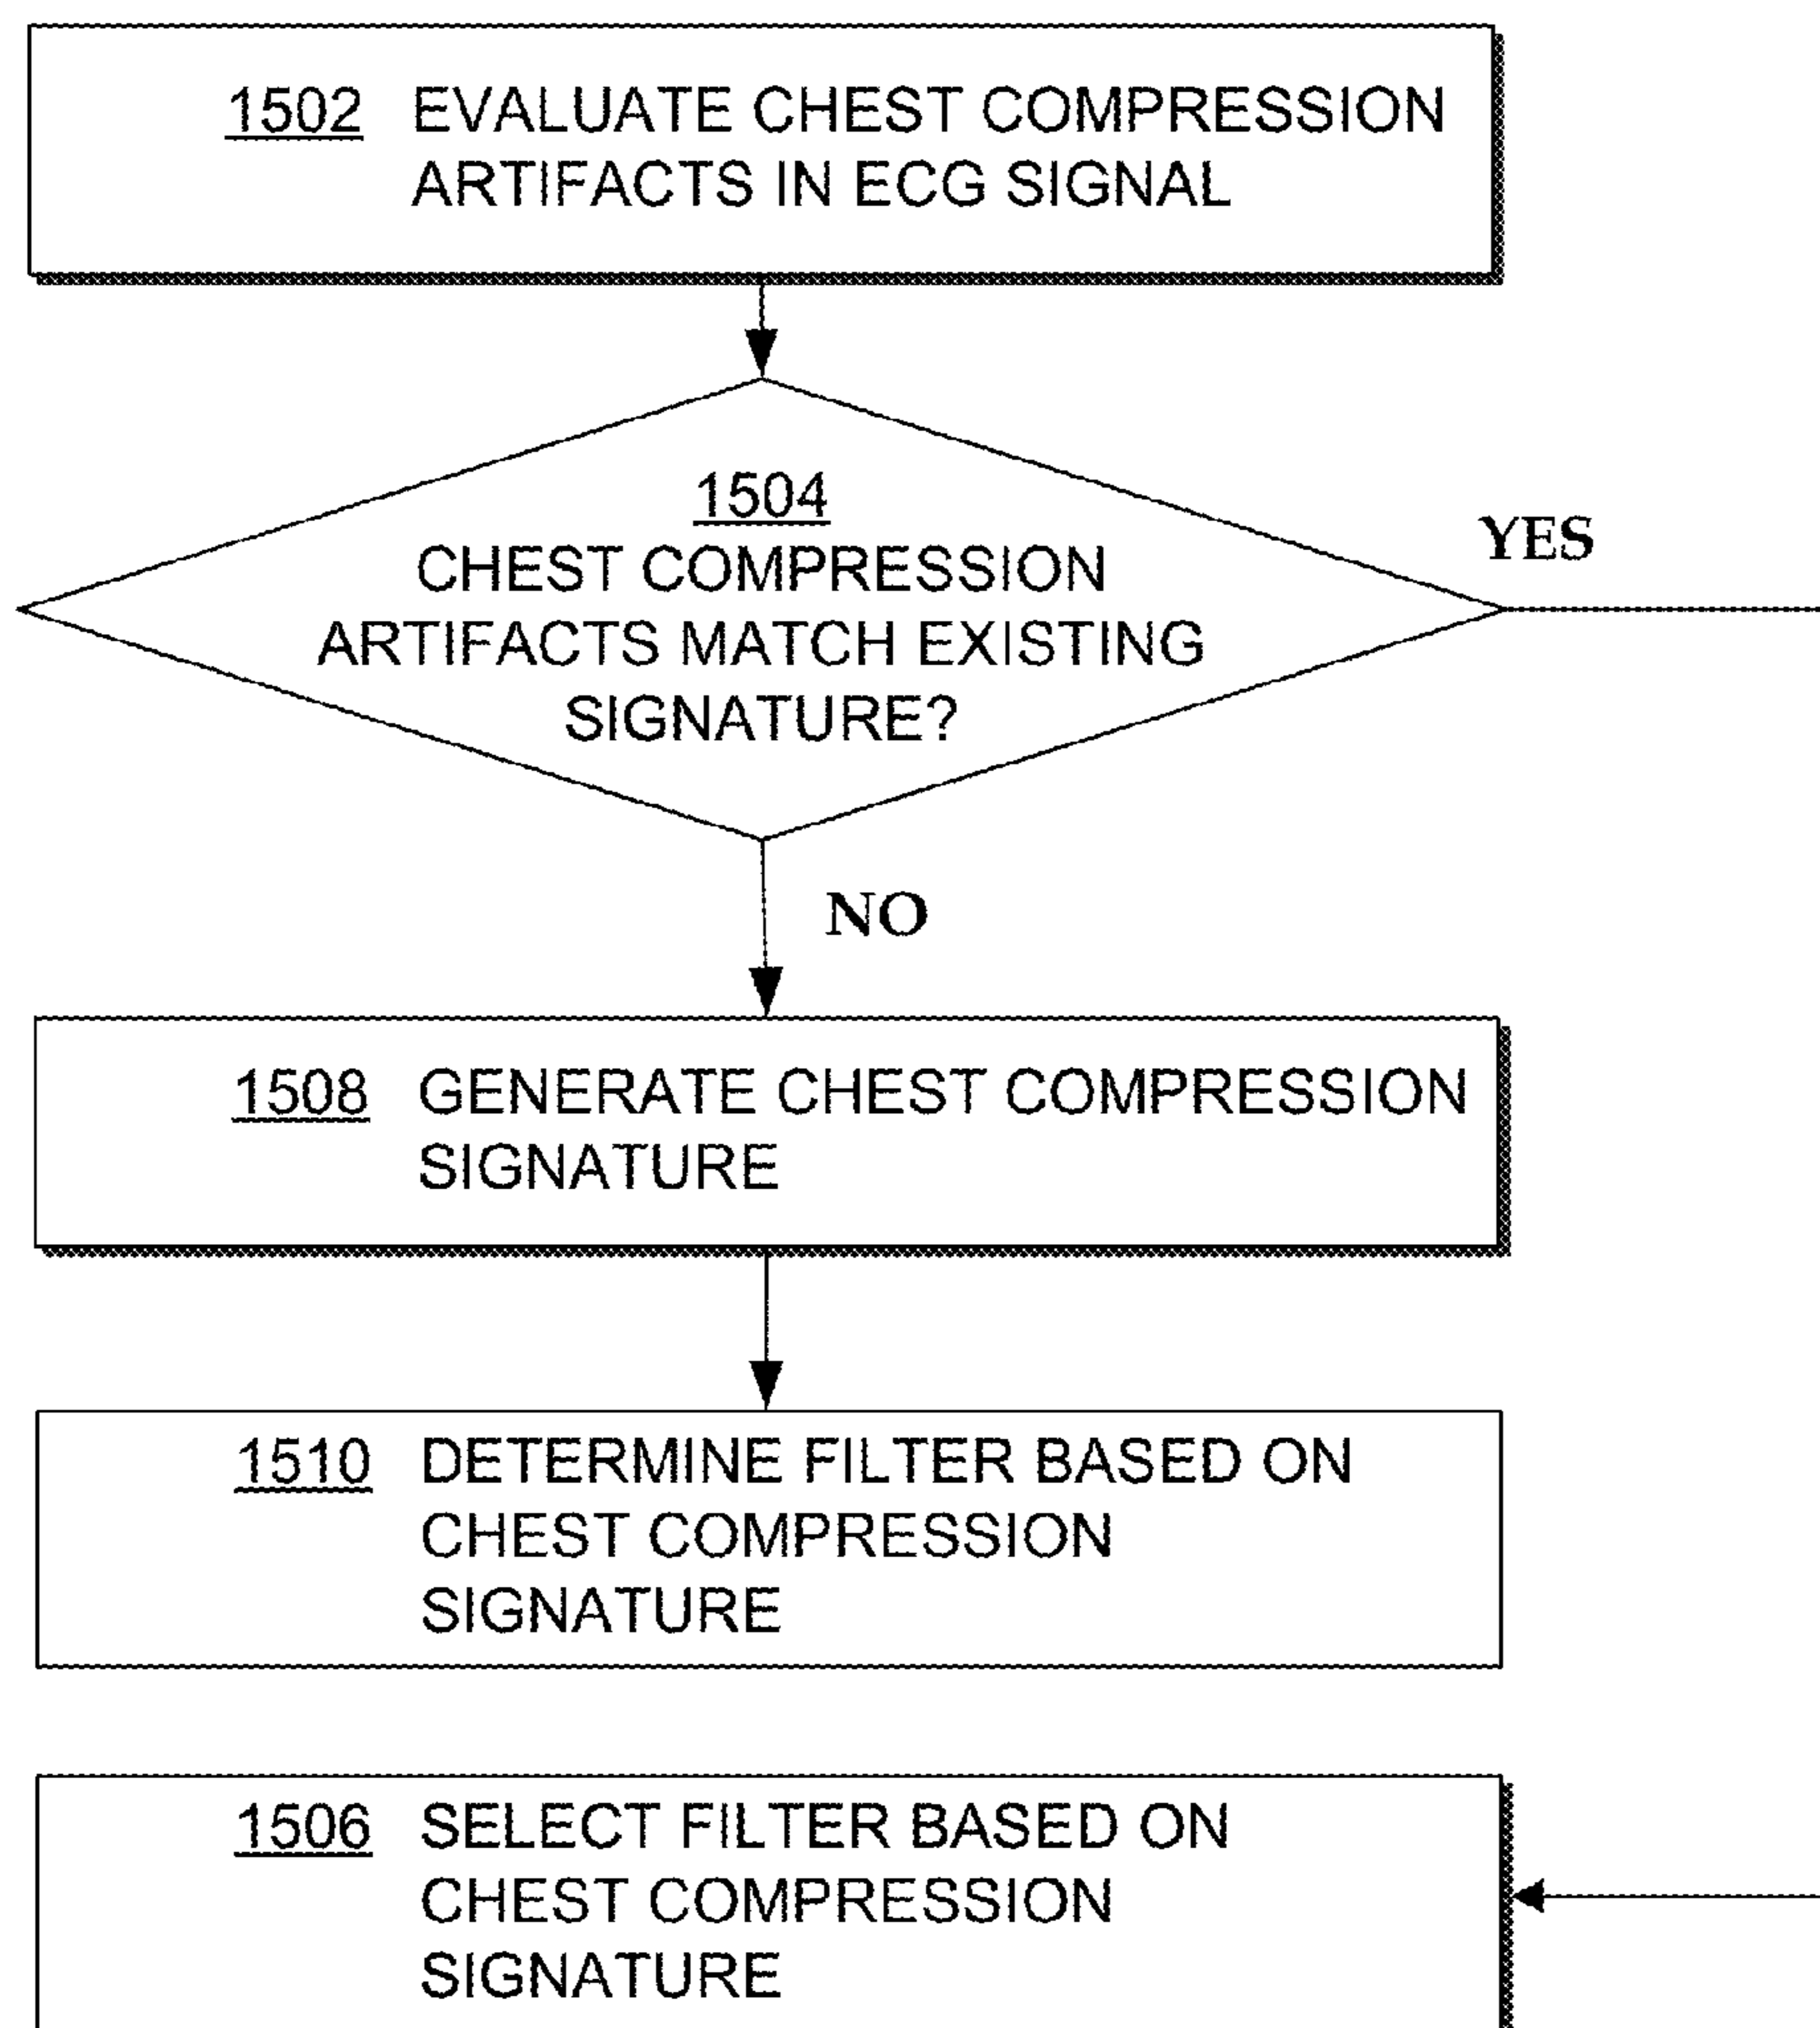 1502 EVALUATE CHEST COMPRESSION
ARTIFACTS IN ECG SIGNAL
1504
CHEST COMPRESSION
ARTIFACTS MATCH EXISTING
SIGNATURE?
YES
NO
1508 GENERATE CHEST COMPRESSION
SIGNATURE
1510 DETERMINE FILTER BASED ON
CHEST COMPRESSION
SIGNATURE
1506 SELECT FILTER BASED ON
CHEST COMPRESSION
SIGNATURE